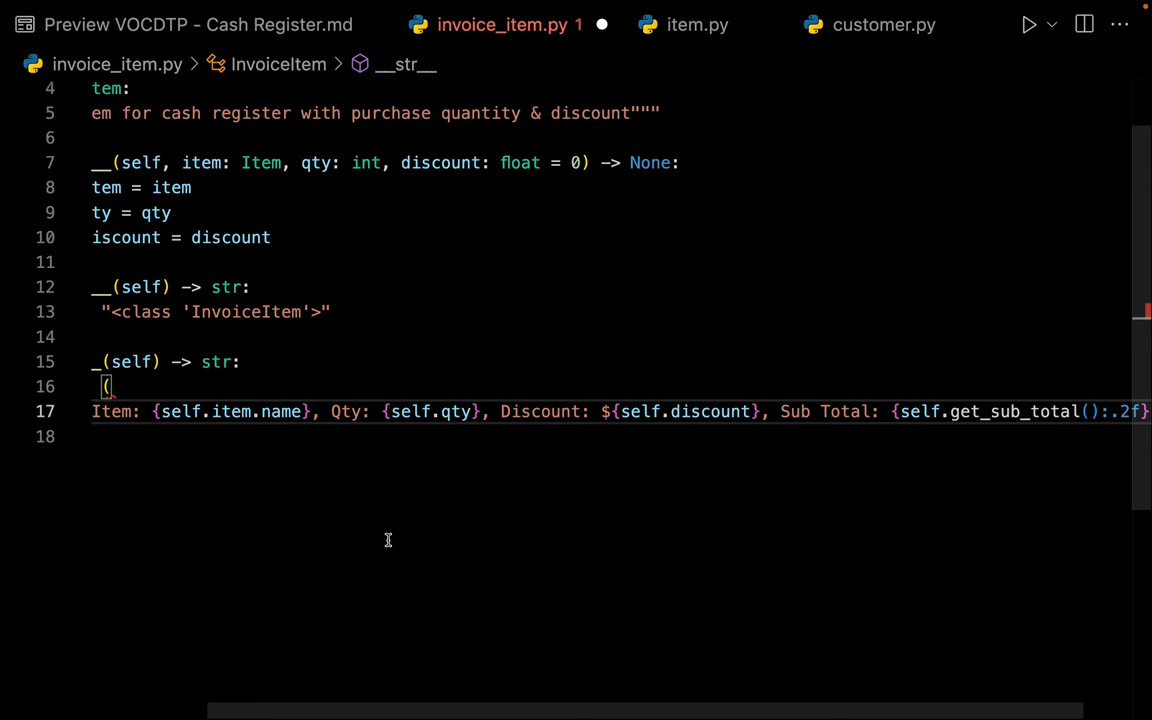 Preview VOCDTP - Cash Register.md invoice_item.py 1 item.py customer.py
invoice_item.py > InvoiceItem > __str__
4 tem:
5 em for cash register with purchase quantity & discount"""
6
7 __(self, item: Item, qty: int, discount: float = 0) -> None:
8 tem = item
9 ty = qty
10 iscount = discount
11
12 __(self) -> str:
13 "<class 'InvoiceItem'>"
14
15 _(self) -> str:
16 (
17 Item: {self.item.name}, Qty: {self.qty}, Discount: ${self.discount}, Sub Total: {self.get_sub_total():.2f}
18